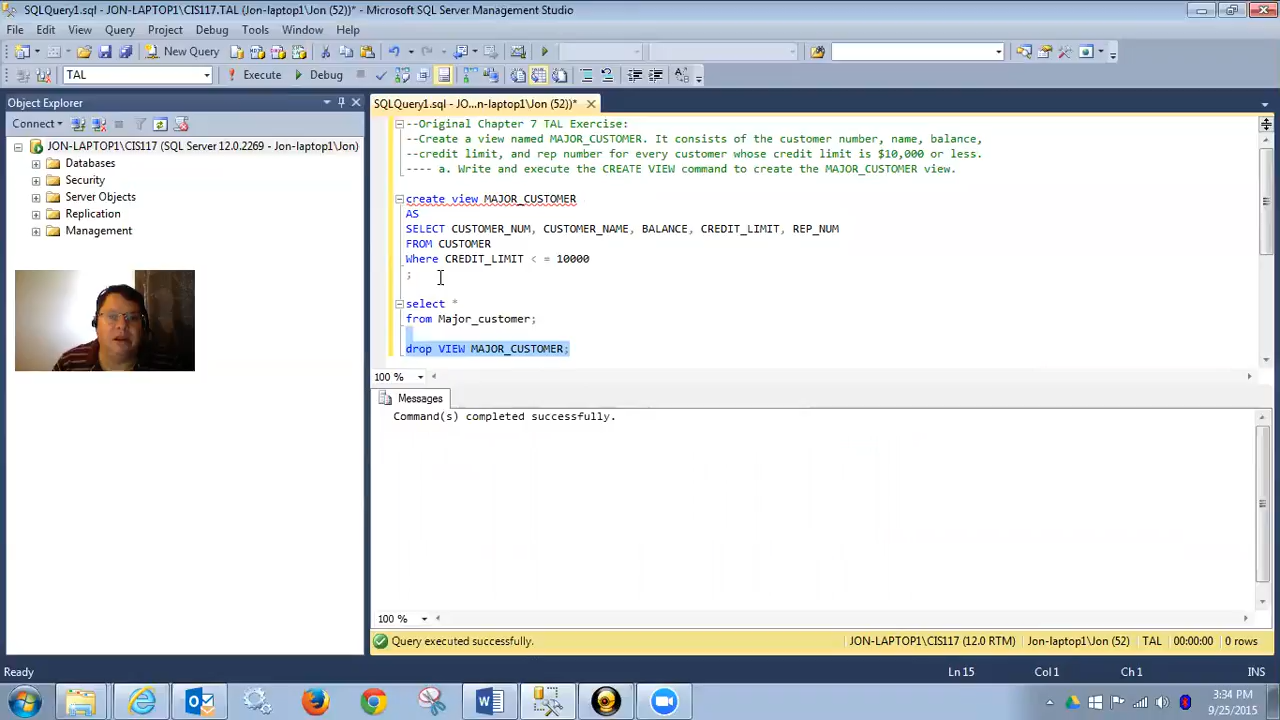 SQLQuery1.sql - JON-LAPTOP1\CIS117.TAL (Jon-laptop1\Jon (52))* - Microsoft SQL Server Management Studio
File Edit View Query Project Debug Tools Window Help
New Query
TAL Execute Debug
Object Explorer
Connect
JON-LAPTOP1\CIS117 (SQL Server 12.0.2269 - Jon-laptop1\Jon)
Databases
Security
Server Objects
Replication
Management
SQLQuery1.sql - JO...n-laptop1\Jon (52))*
--Original Chapter 7 TAL Exercise:
--Create a view named MAJOR_CUSTOMER. It consists of the customer number, name, balance,
--credit limit, and rep number for every customer whose credit limit is $10,000 or less.
---- a. Write and execute the CREATE VIEW command to create the MAJOR_CUSTOMER view.
create view MAJOR_CUSTOMER
AS
SELECT CUSTOMER_NUM, CUSTOMER_NAME, BALANCE, CREDIT_LIMIT, REP_NUM
FROM CUSTOMER
Where CREDIT_LIMIT < = 10000
;
select *
from Major_customer;
drop VIEW MAJOR_CUSTOMER;
100 %
Messages
Command(s) completed successfully.
100 %
Query executed successfully. JON-LAPTOP1\CIS117 (12.0 RTM) Jon-laptop1\Jon (52) TAL 00:00:00 0 rows
Ready Ln 15 Col 1 Ch 1 INS
3:34 PM
9/25/2015